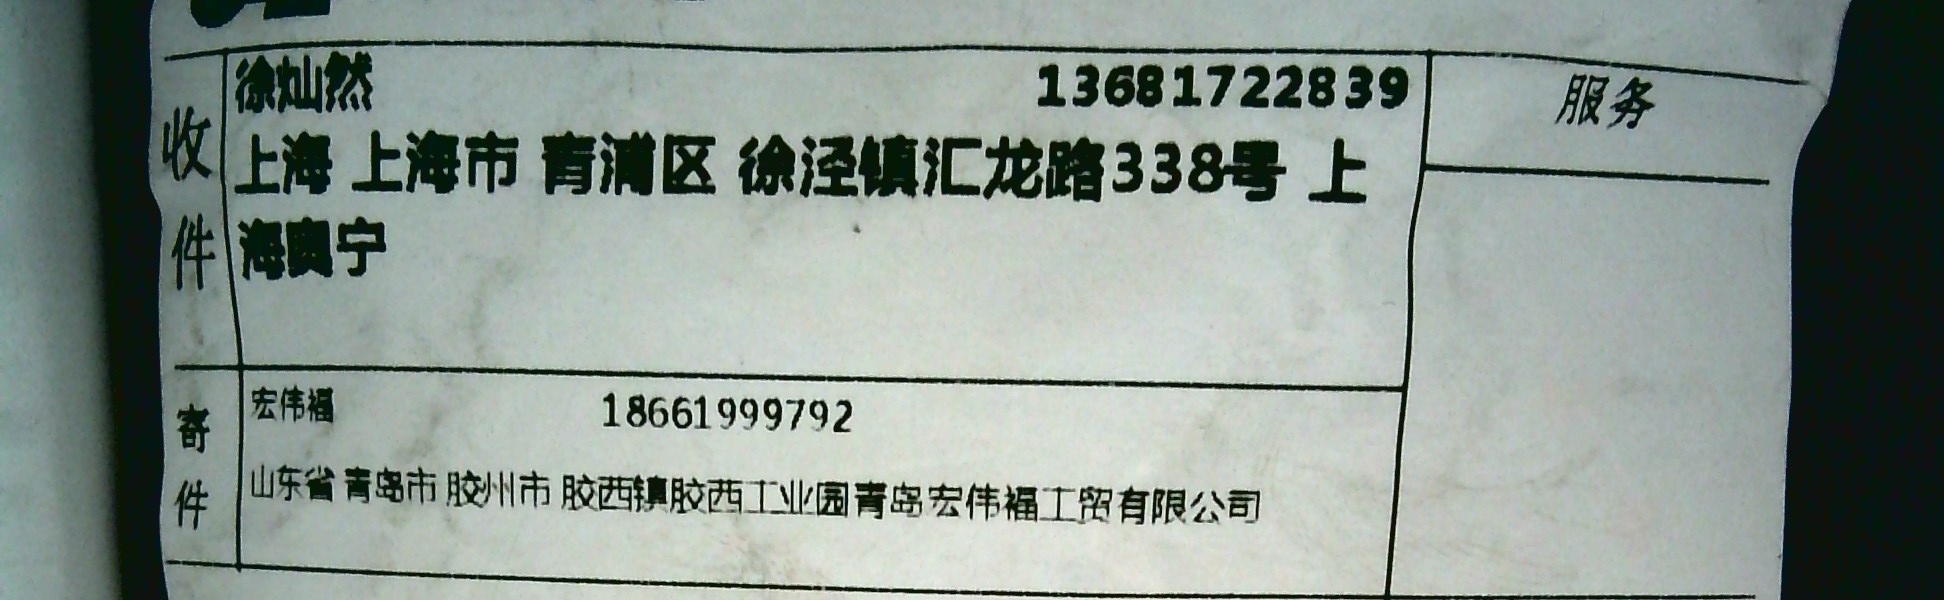 收件
徐灿然 13681722839
上海 上海市 青浦区 徐泾镇汇龙路338号 上
海奥宁
服务
寄件
宏伟福 18661999792
山东省 青岛市 胶州市 胶西镇胶西工业园青岛宏伟福工贸有限公司